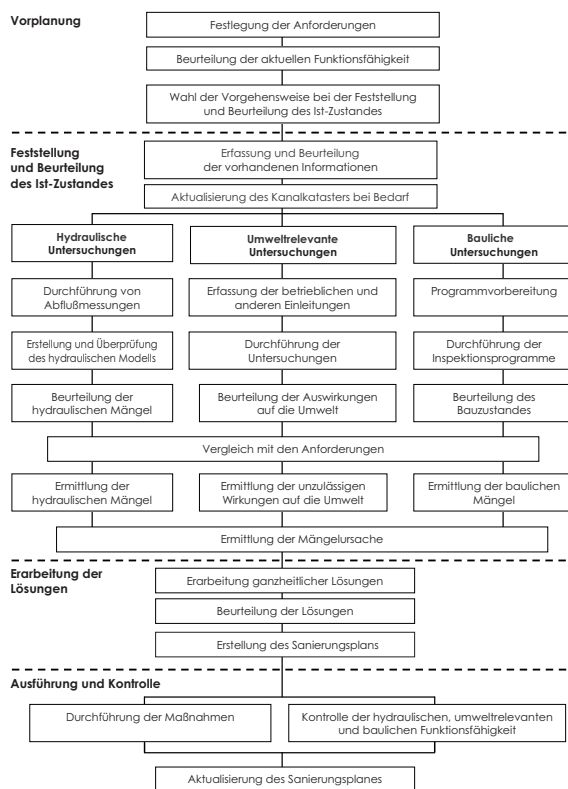 Vorplanung
Festlegung der Anforderungen
Beurteilung der aktuellen Funktionsfähigkeit
Wahl der Vorgehensweise bei der Feststellung
und Beurteilung des Ist-Zustandes
Feststellung
und Beurteilung
des Ist-Zustandes
Erfassung und Beurteilung
der vorhandenen Informationen
Aktualisierung des Kanalkatasters bei Bedarf
Hydraulische
Untersuchungen
Umweltrelevante
Untersuchungen
Bauliche
Untersuchungen
Durchführung von
Abflußmessungen
Erfassung der betrieblichen und
anderen Einleitungen
Programmvorbereitung
Erstellung und Überprüfung
des hydraulischen Modells
Durchführung der
Untersuchungen
Durchführung der
Inspektionsprogramme
Beurteilung der
hydraulischen Mängel
Beurteilung der Auswirkungen
auf die Umwelt
Beurteilung des
Bauzustandes
Vergleich mit den Anforderungen
Ermittlung der
hydraulischen Mängel
Ermittlung der unzulässigen
Wirkungen auf die Umwelt
Ermittlung der baulichen
Mängel
Ermittlung der Mängelursache
Erarbeitung der
Lösungen
Erarbeitung ganzheitlicher Lösungen
Beurteilung der Lösungen
Erstellung des Sanierungsplans
Ausführung und Kontrolle
Durchführung der Maßnahmen
Kontrolle der hydraulischen, umweltrelevanten
und baulichen Funktionsfähigkeit
Aktualisierung des Sanierungsplanes